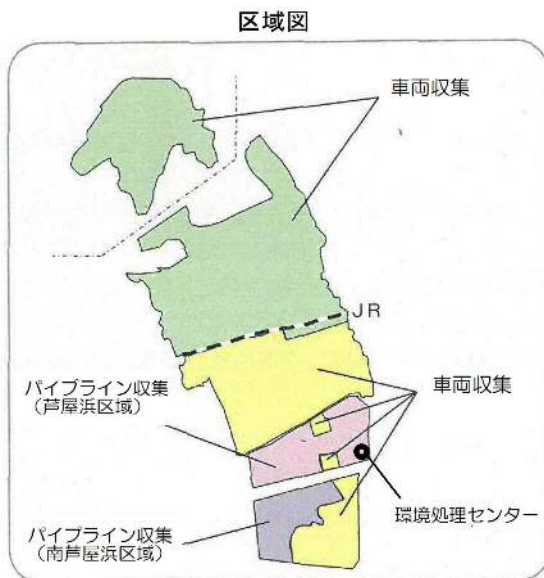 区域図
車両収集
JR
パイプライン収集
（芦屋浜区域）
車両収集
環境処理センター
パイプライン収集
（南芦屋浜区域）